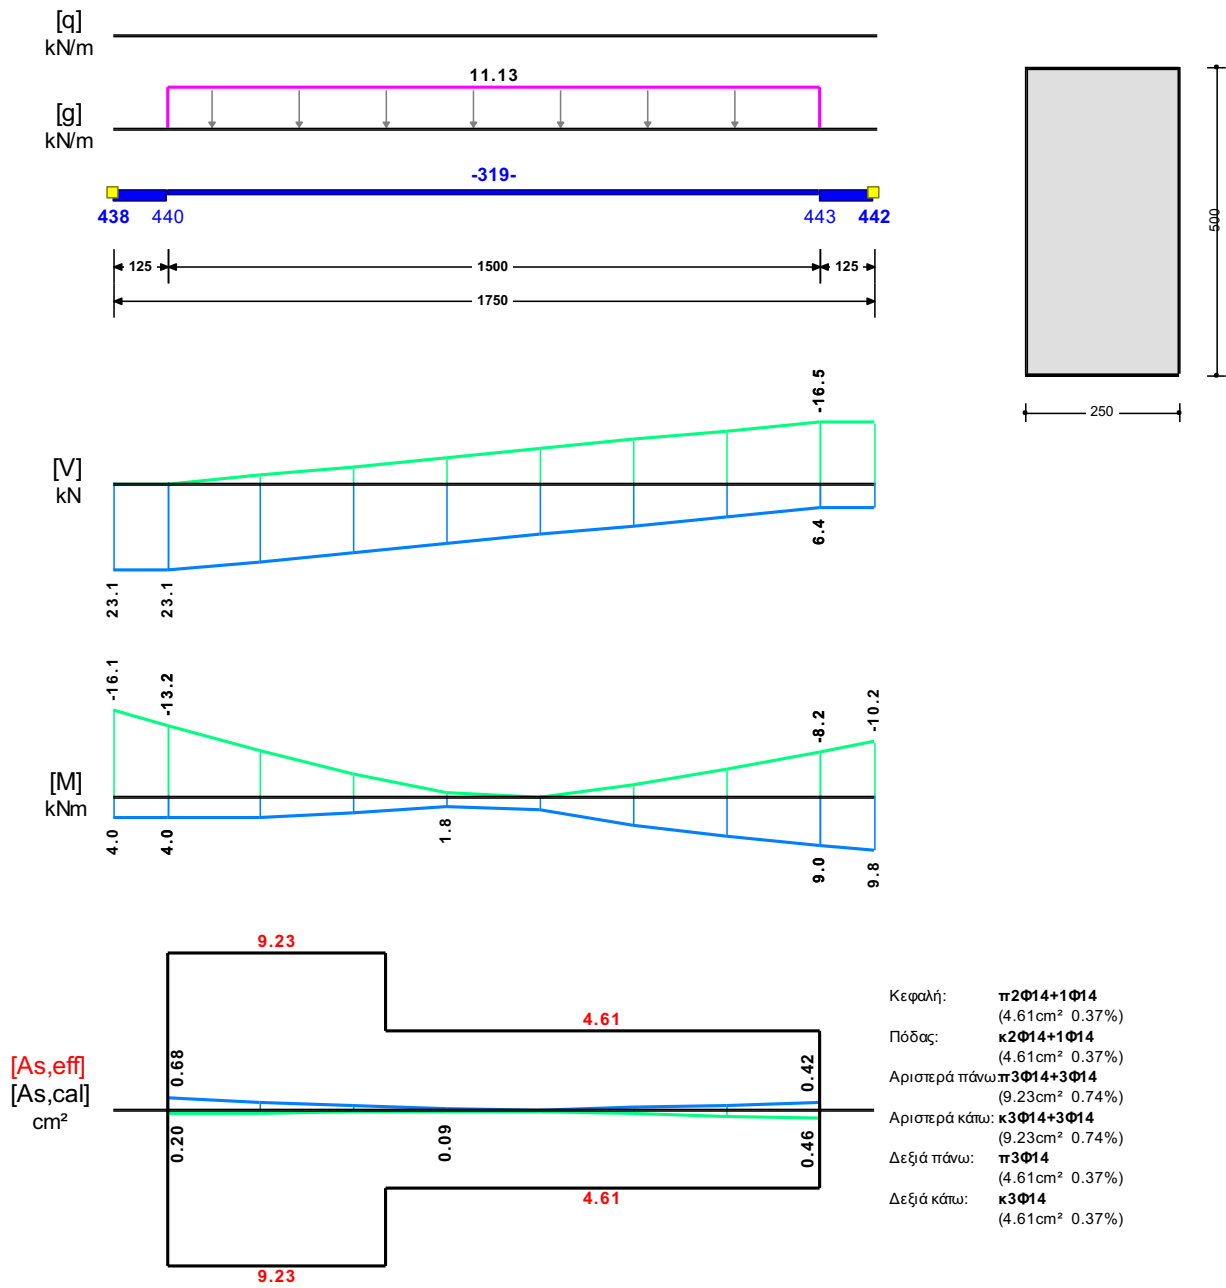 [q]
kN/m
11.13
[g]
kN/m
-319-
438 440 443 442
125 1500 125
1750
500
250
[V]
kN
-16.5
6.4
23.1 23.1
[M]
kNm
-16.1 -13.2 -8.2 -10.2
4.0 4.0 1.8 9.0 9.8
9.23
4.61
[As,eff]
[As,cal]
cm²
0.68 0.42
0.20 0.09 0.46
4.61
9.23
Κεφαλή: π2Φ14+1Φ14
(4.61cm² 0.37%)
Πόδας: κ2Φ14+1Φ14
(4.61cm² 0.37%)
Αριστερά πάνω: π3Φ14+3Φ14
(9.23cm² 0.74%)
Αριστερά κάτω: κ3Φ14+3Φ14
(9.23cm² 0.74%)
Δεξιά πάνω: π3Φ14
(4.61cm² 0.37%)
Δεξιά κάτω: κ3Φ14
(4.61cm² 0.37%)